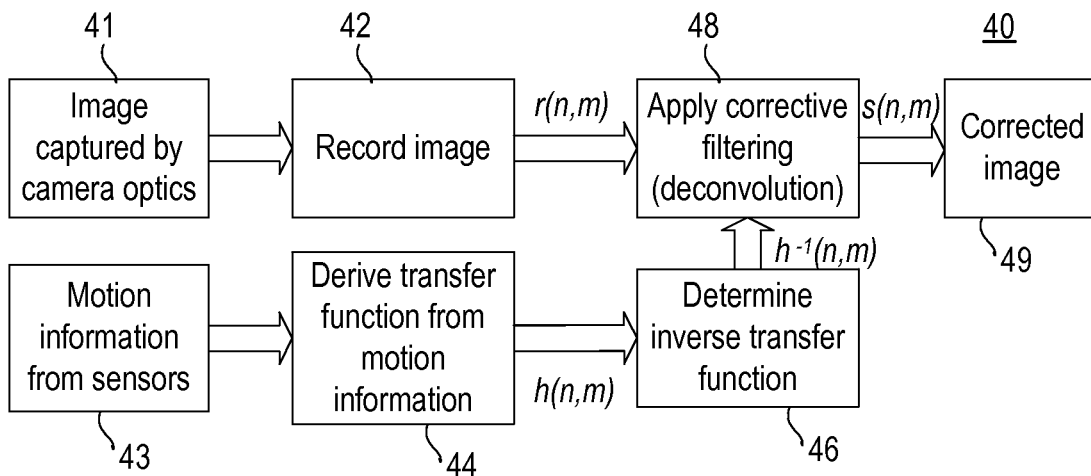 41
42
48
40
Image
captured by
camera optics
Record image
r(n,m)
Apply corrective
filtering
(deconvolution)
s(n,m)
Corrected
image
49
h⁻¹(n,m)
Motion
information
from sensors
43
Derive transfer
function from
motion
information
44
h(n,m)
Determine
inverse transfer
function
46